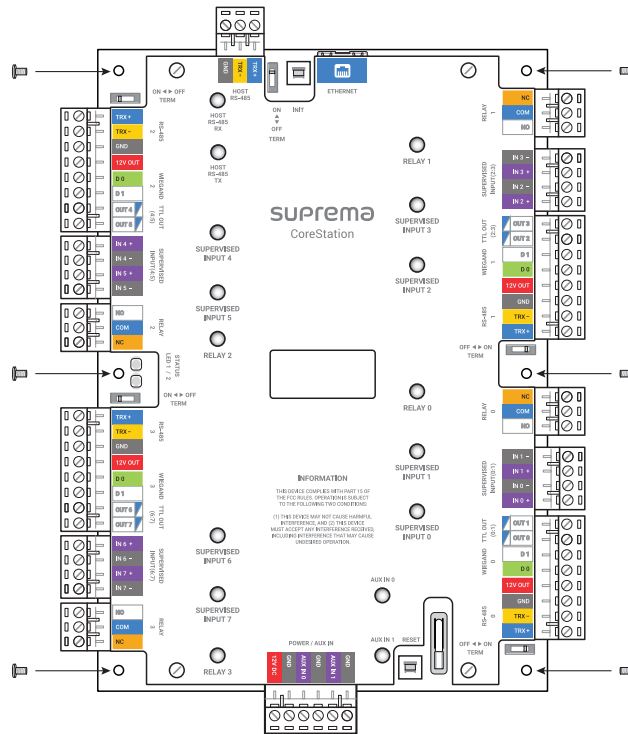 GND
TRX -
TRX+
HOST
RS-485
ON
▲
▼
OFF
INIT
ETHERNET
ON ◄► OFF
TERM
HOST
RS-485
RX
HOST
RS-485
TX
TRX +
TRX -
GND
12V OUT
D 0
D 1
OUT 4
OUT 5
RS-485
2
WIEGAND
2
TTL OUT
(4:5)
IN 4 +
IN 4 -
IN 5 +
IN 5 -
SUPERVISED
INPUT(4:5)
NO
COM
NC
RELAY
2
STATUS
LED 1 / 2
ON ◄► OFF
TERM
TRX +
TRX -
GND
12V OUT
D 0
D 1
OUT 6
OUT 7
RS-485
3
WIEGAND
3
TTL OUT
(6:7)
IN 6 +
IN 6 -
IN 7 +
IN 7 -
SUPERVISED
INPUT(6:7)
NO
COM
NC
RELAY
3
suprema
CoreStation
SUPERVISED
INPUT 4
SUPERVISED
INPUT 5
RELAY 2
RELAY 1
SUPERVISED
INPUT 3
SUPERVISED
INPUT 2
RELAY 0
SUPERVISED
INPUT 1
SUPERVISED
INPUT 0
INFORMATION
THIS DEVICE COMPLIES WITH PART 15 OF
THE FCC RULES. OPERATION IS SUBJECT
TO THE FOLLOWING TWO CONDITIONS:
(1) THIS DEVICE MAY NOT CAUSE HARMFUL
INTERFERENCE, AND (2) THIS DEVICE
MUST ACCEPT ANY INTERFERENCE RECEIVED,
INCLUDING INTERFERENCE THAT MAY CAUSE
UNDESIRED OPERATION.
SUPERVISED
INPUT 6
SUPERVISED
INPUT 7
RELAY 3
AUX IN 0
AUX IN 1
RESET
POWER / AUX IN
12V DC
GND
AUX IN 0
GND
AUX IN 1
GND
NC
COM
NO
RELAY
1
IN 3 -
IN 3 +
IN 2 -
IN 2 +
SUPERVISED
INPUT(2:3)
OUT 3
OUT 2
D 1
D 0
12V OUT
GND
TRX -
TRX+
TTL OUT
(2:3)
WIEGAND
1
RS-485
1
OFF ◄► ON
TERM
NC
COM
NO
RELAY
0
IN 1 -
IN 1 +
IN 0 -
IN 0 +
SUPERVISED
INPUT(0:1)
OUT 1
OUT 0
D 1
D 0
12V OUT
GND
TRX -
TRX+
TTL OUT
(0:1)
WIEGAND
0
RS-485
0
OFF ◄► ON
TERM